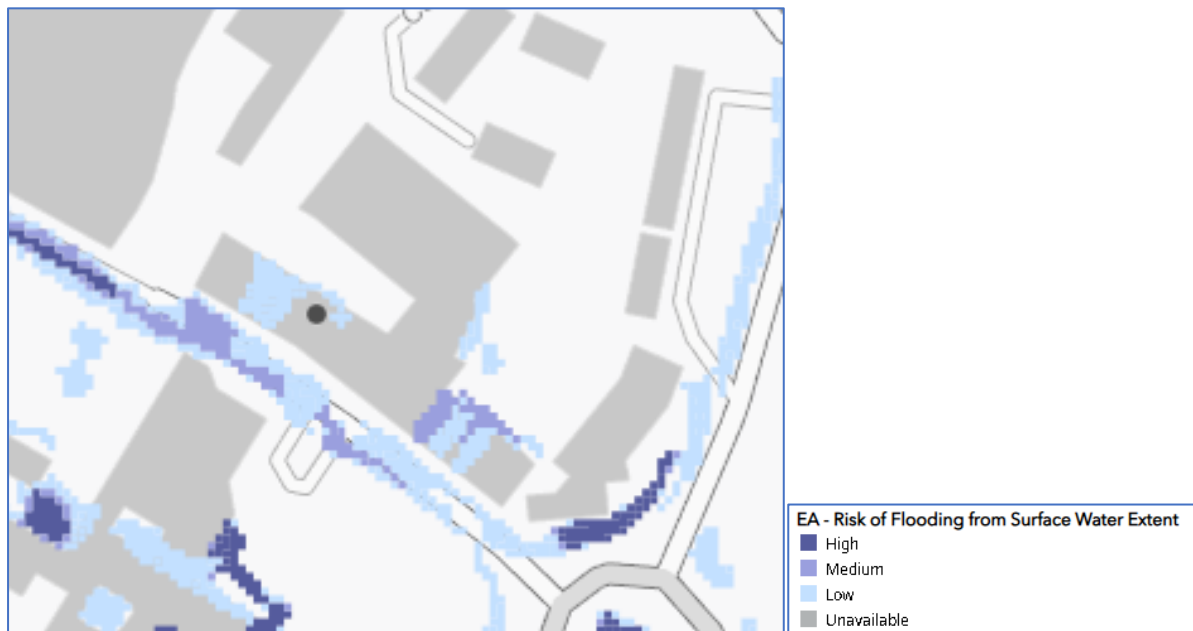 EA - Risk of Flooding from Surface Water Extent
High
Medium
Low
Unavailable